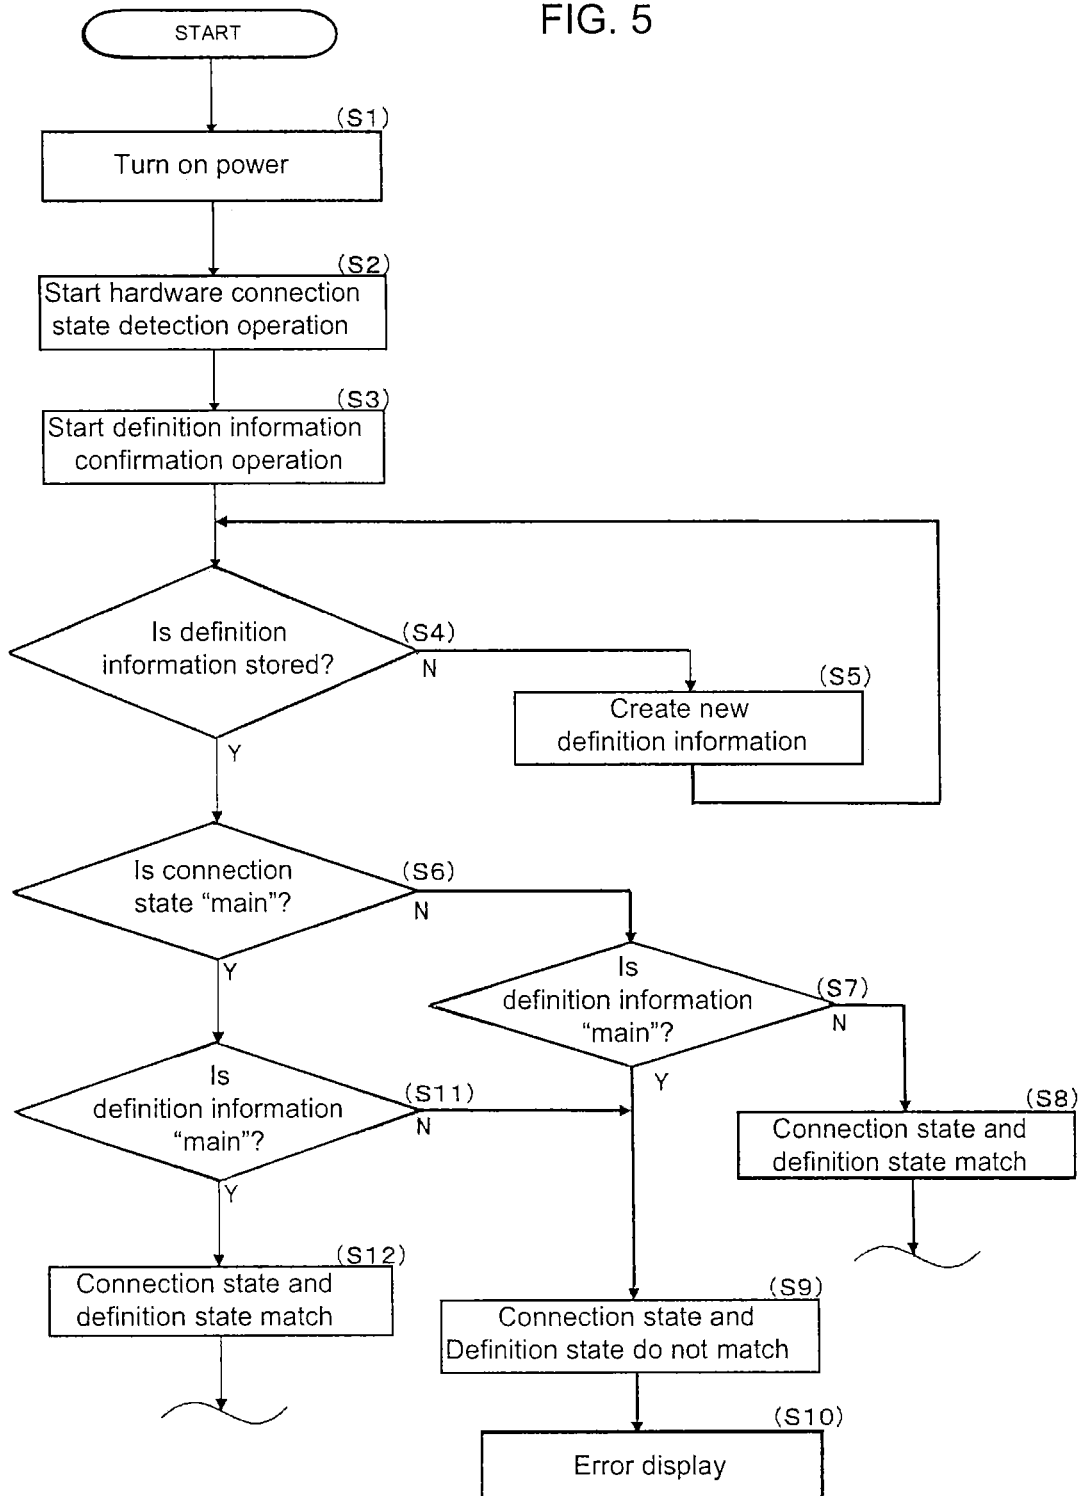 FIG. 5
START
(S1)
Turn on power
(S2)
Start hardware connection
state detection operation
(S3)
Start definition information
confirmation operation
Is definition
information stored?
(S4)
N
Y
(S5)
Create new
definition information
Is connection
state “main”?
(S6)
N
Y
Is
definition information
“main”?
(S7)
N
Y
(S8)
Connection state and
definition state match
Is
definition information
“main”?
(S11)
N
Y
(S12)
Connection state and
definition state match
(S9)
Connection state and
Definition state do not match
(S10)
Error display